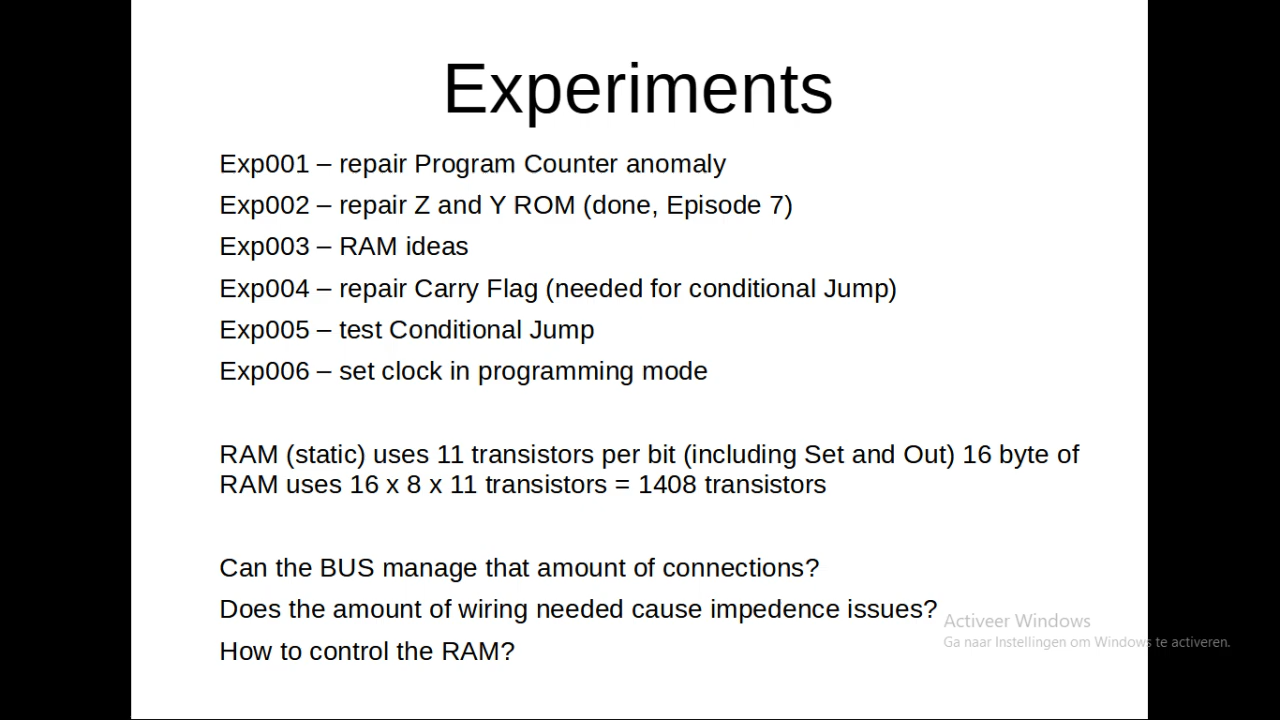 Experiments
Exp001 – repair Program Counter anomaly
Exp002 – repair Z and Y ROM (done, Episode 7)
Exp003 – RAM ideas
Exp004 – repair Carry Flag (needed for conditional Jump)
Exp005 – test Conditional Jump
Exp006 – set clock in programming mode
RAM (static) uses 11 transistors per bit (including Set and Out) 16 byte of
RAM uses 16 x 8 x 11 transistors = 1408 transistors
Can the BUS manage that amount of connections?
Does the amount of wiring needed cause impedence issues?
How to control the RAM?
Activeer Windows
Ga naar Instellingen om Windows te activeren.